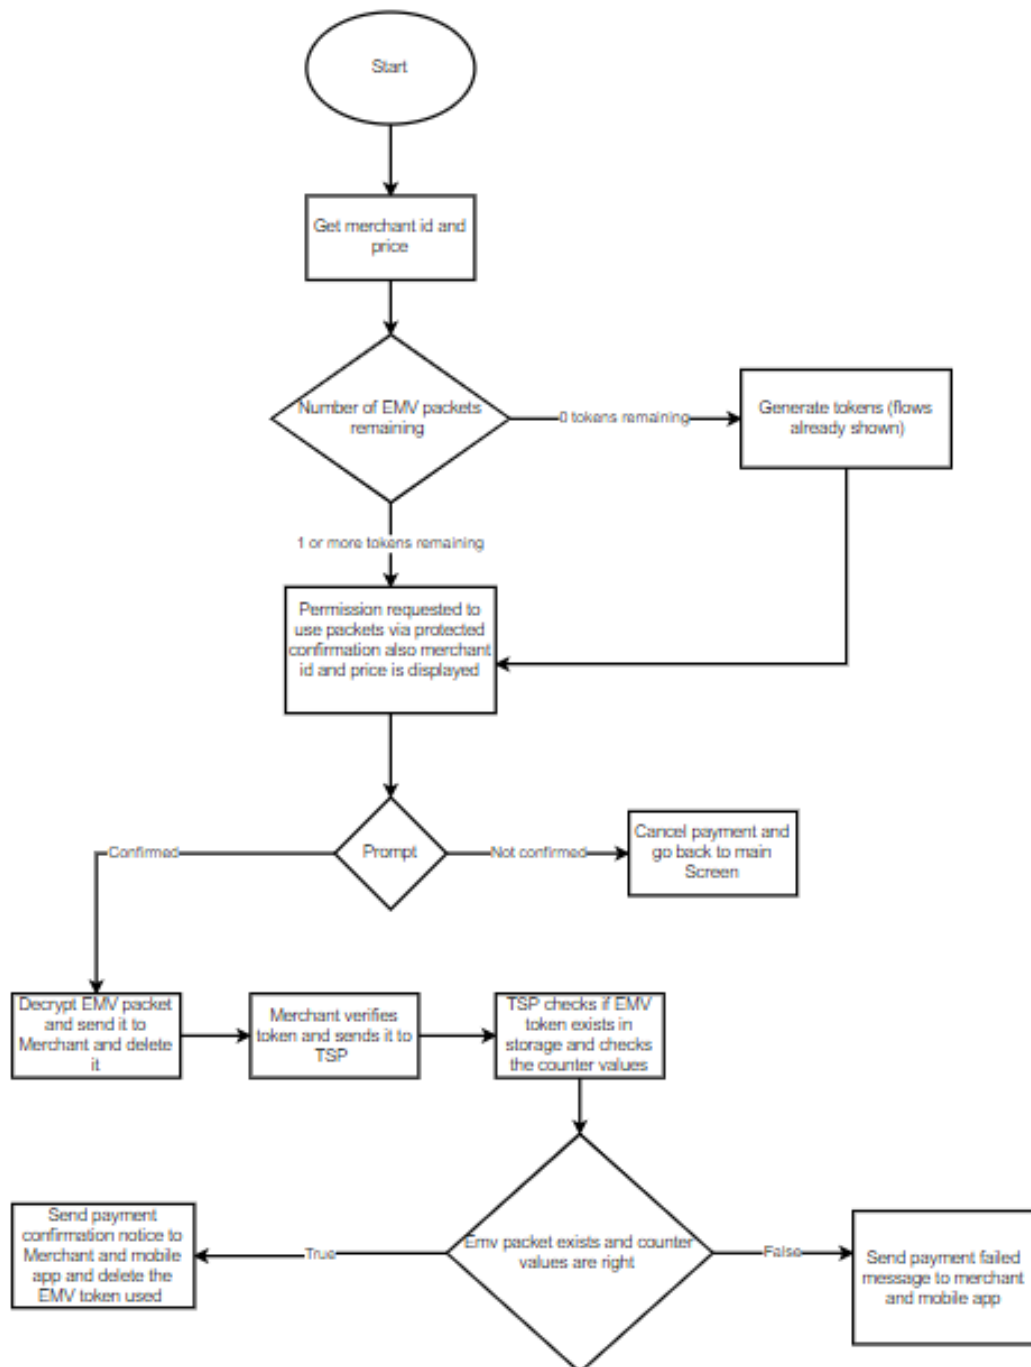 Start
Get merchant id and
price
Number of EMV packets
remaining
0 tokens remaining
Generate tokens (flows
already shown)
1 or more tokens remaining
Permission requested to
use packets via protected
confirmation also merchant
id and price is displayed
Confirmed
Prompt
Not confirmed
Cancel payment and
go back to main
Screen
Decrypt EMV packet
and send it to
Merchant and delete
it
Merchant verifies
token and sends it to
TSP
TSP checks if EMV
token exists in
storage and checks
the counter values
Send payment
confirmation notice to
Merchant and mobile
app and delete the
EMV token used
True
Emv packet exists and counter
values are right
False
Send payment failed
message to merchant
and mobile app